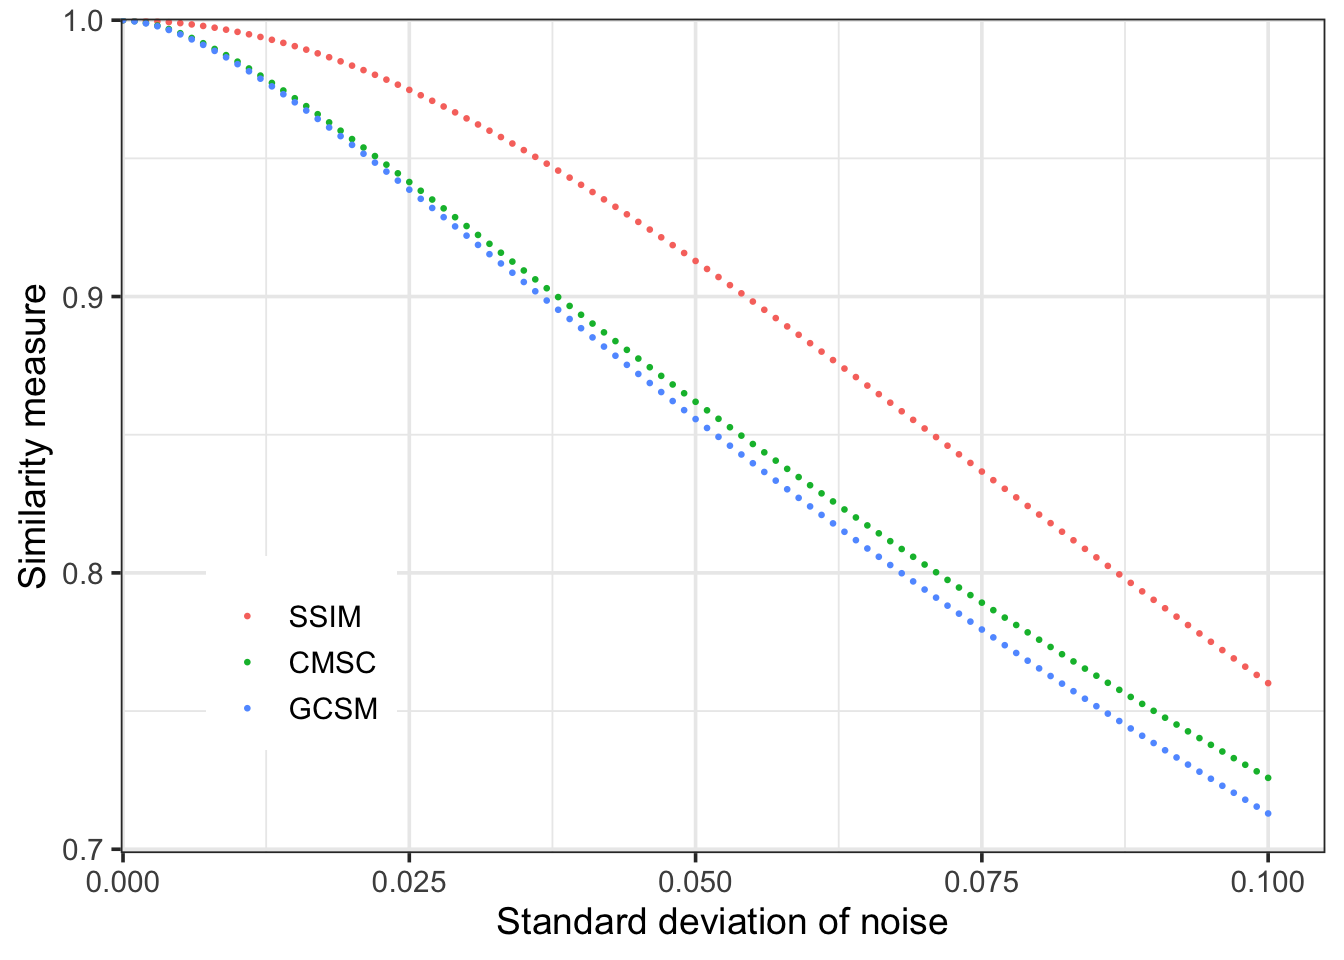 1.0
0.9
0.8
0.7
Similarity measure
SSIM
CMSC
GCSM
0.000 0.025 0.050 0.075 0.100
Standard deviation of noise